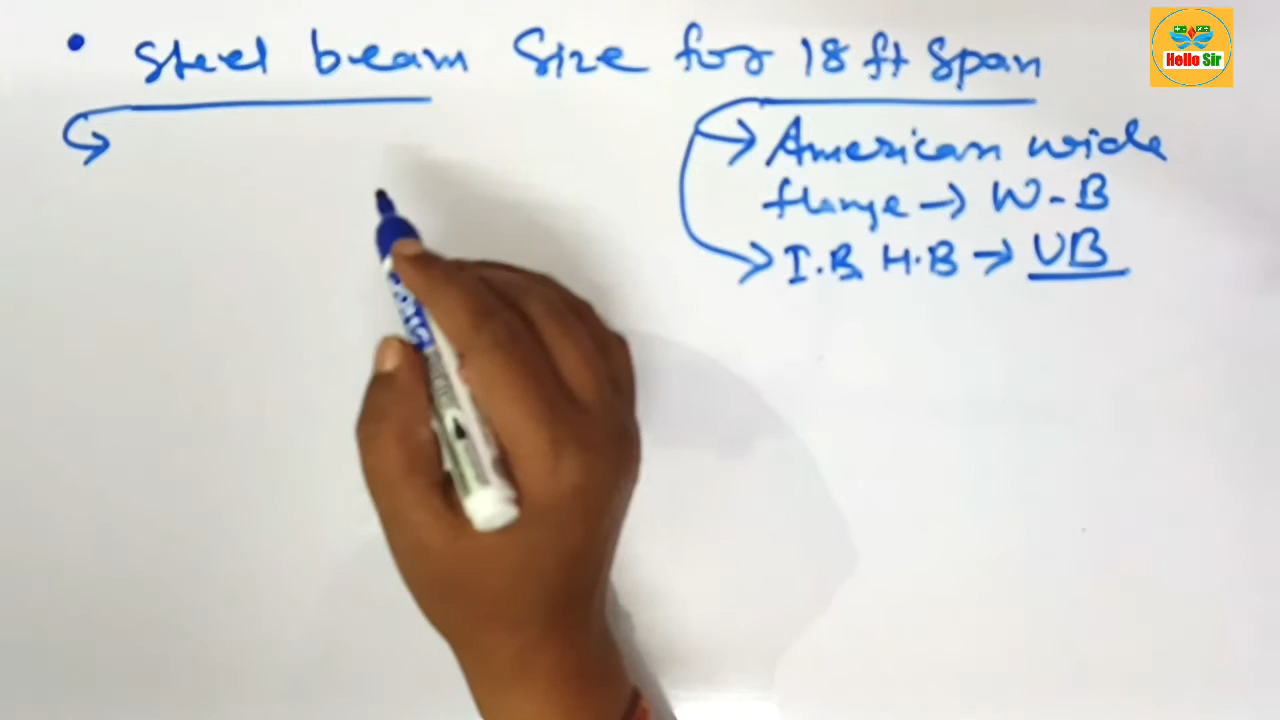 • Steel beam Size for 18 ft Span
American wide
flange → W-B
I.B H.B → UB
Hello Sir